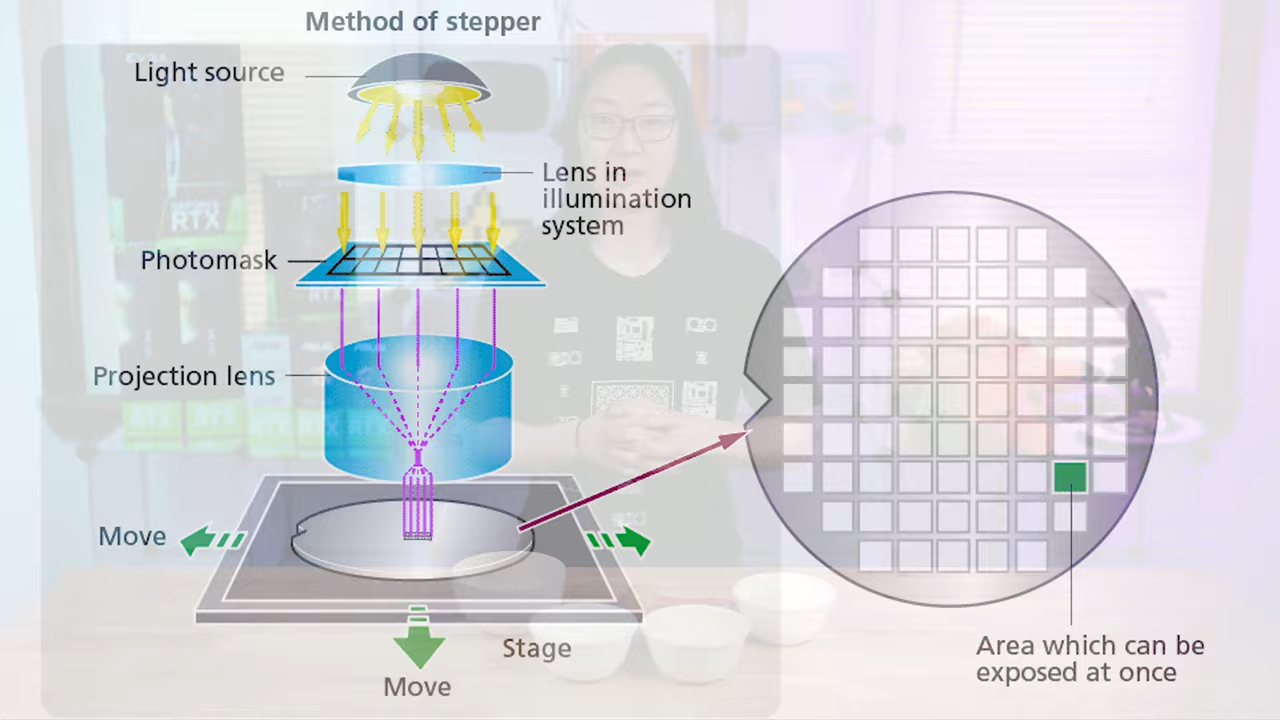 Method of stepper
Light source
Lens in
illumination
system
Photomask
Projection lens
Move
Stage
Move
Area which can be
exposed at once
RTX